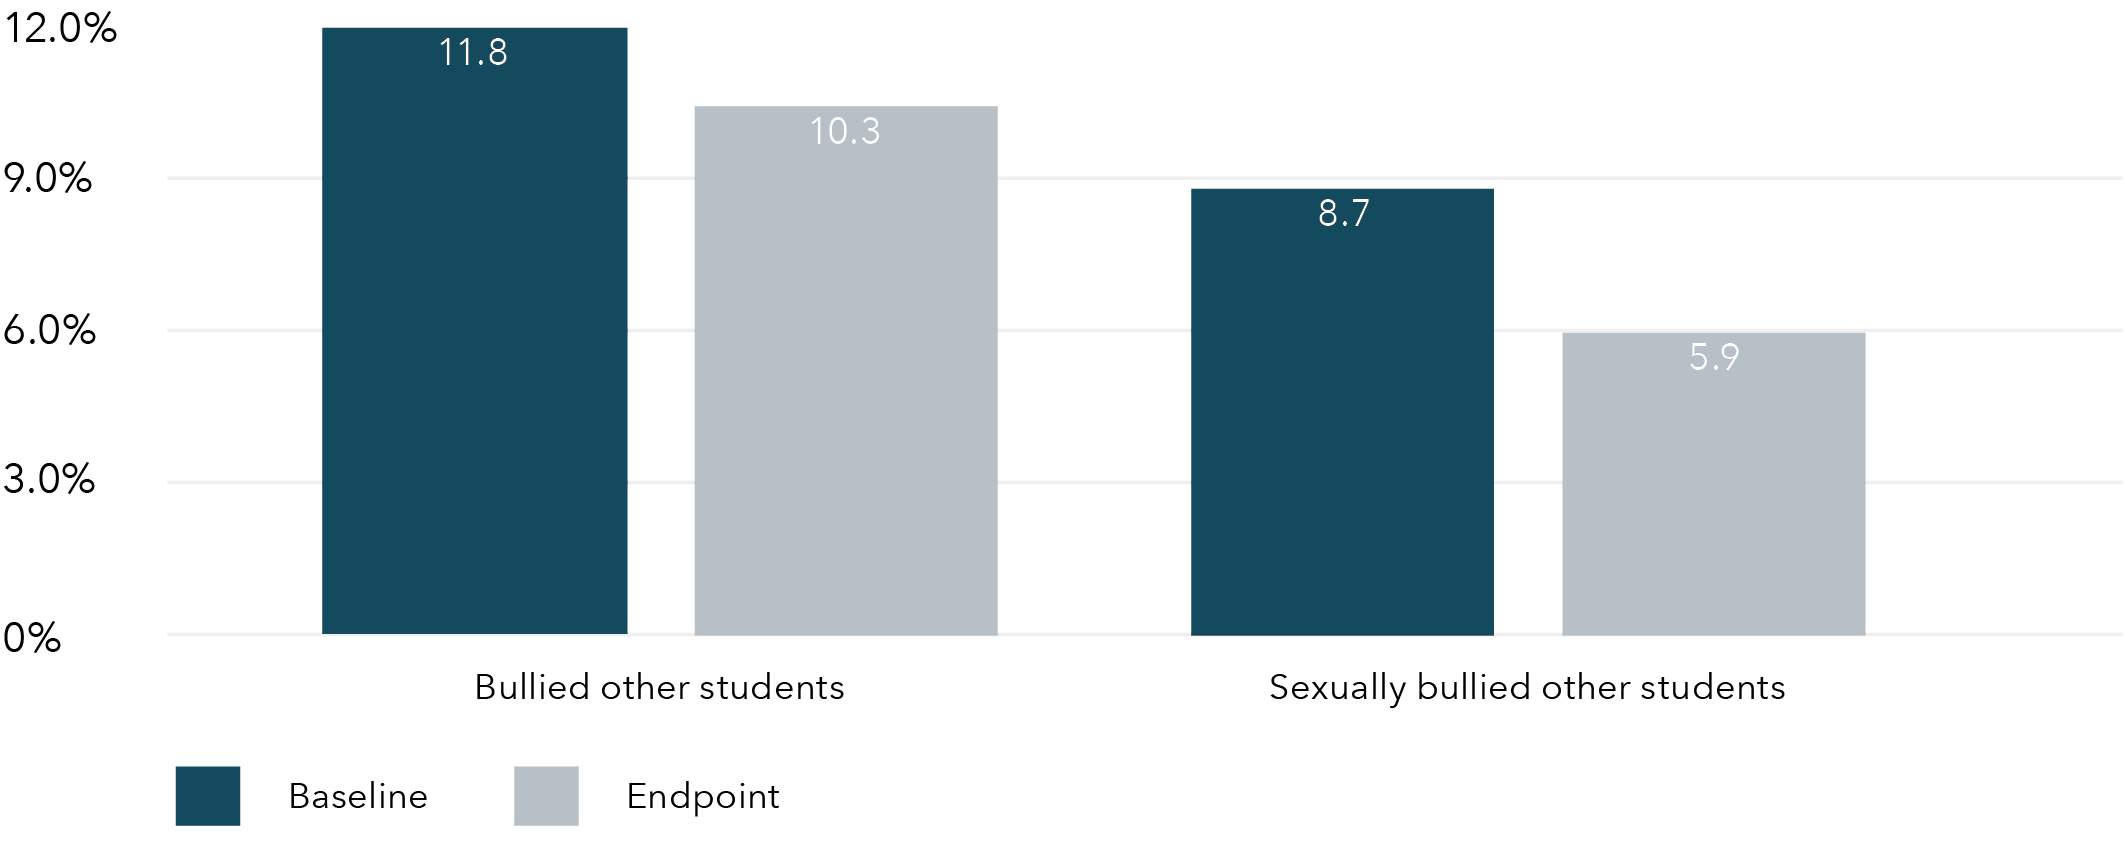 12.0%
11.8
10.3
9.0%
8.7
6.0%
5.9
3.0%
0%
Bullied other students
Sexually bullied other students
Baseline
Endpoint